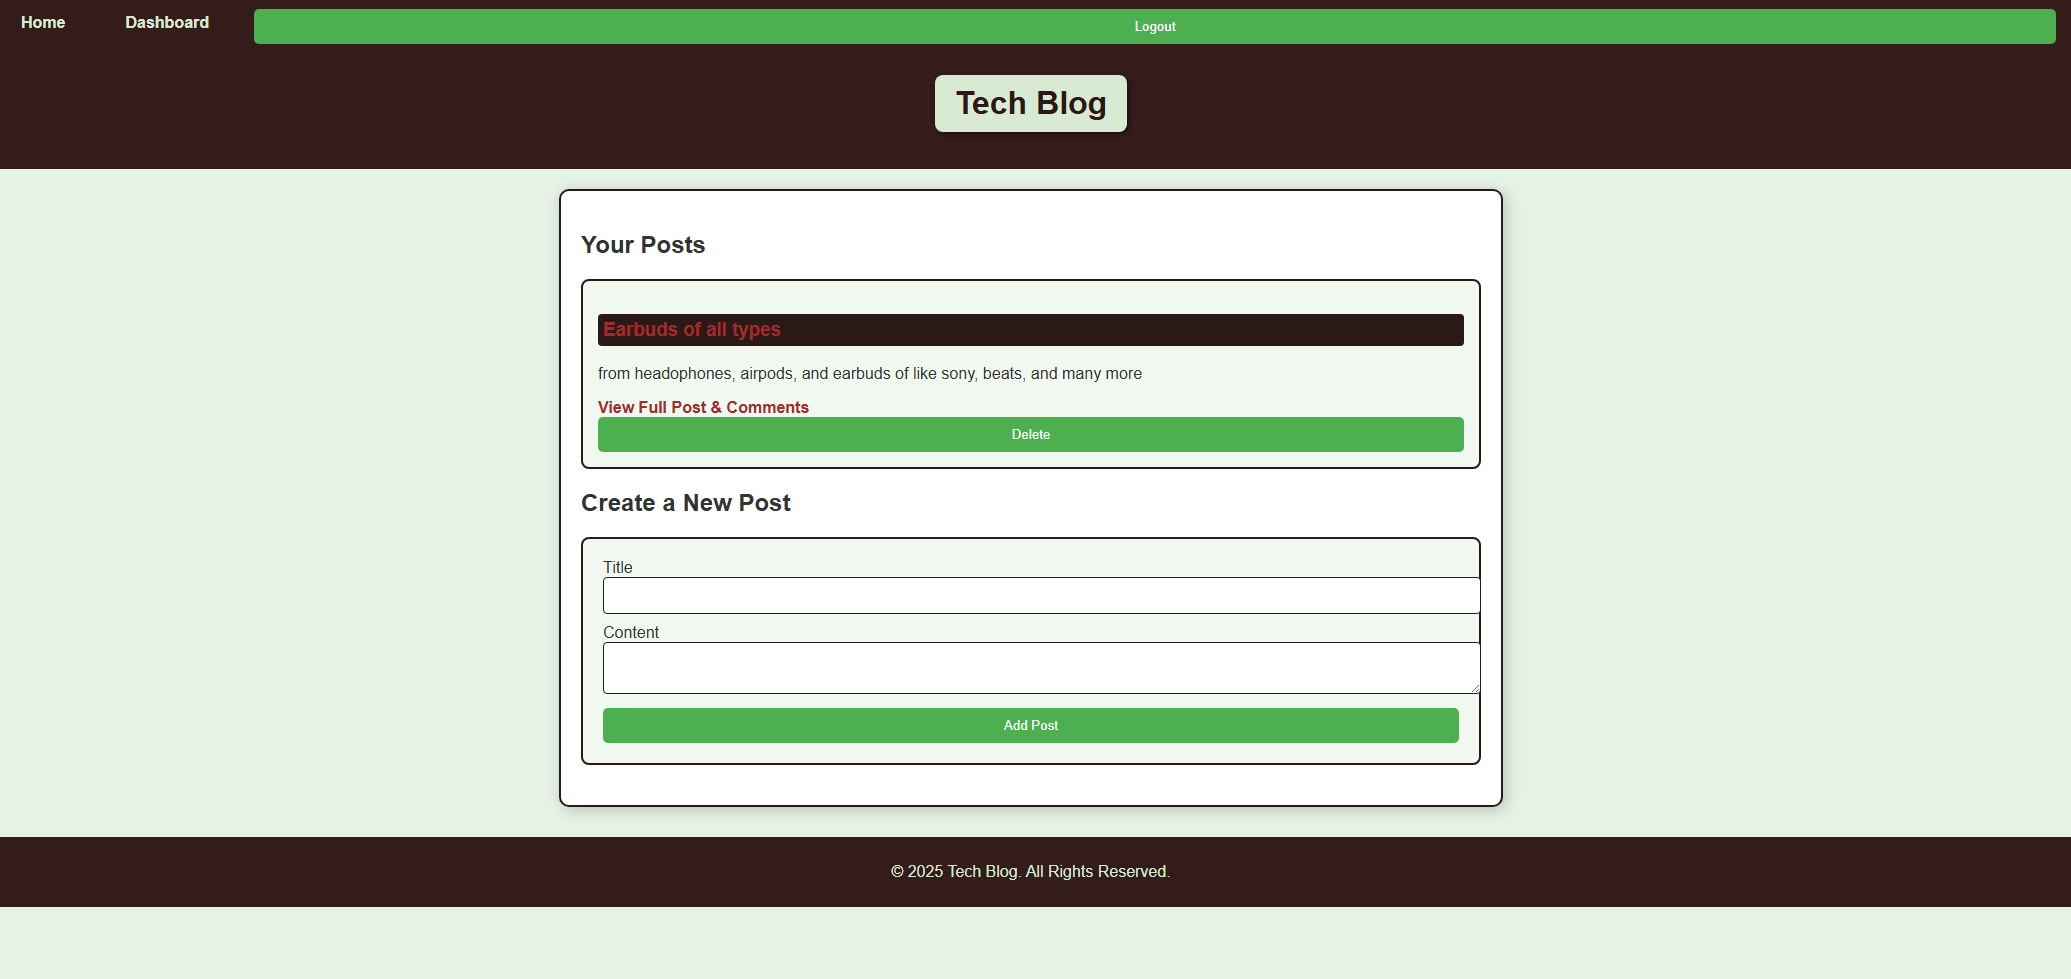 Home Dashboard Logout
Tech Blog
Your Posts
Earbuds of all types
from headophones, airpods, and earbuds of like sony, beats, and many more
View Full Post & Comments
Delete
Create a New Post
Title
Content
Add Post
© 2025 Tech Blog. All Rights Reserved.